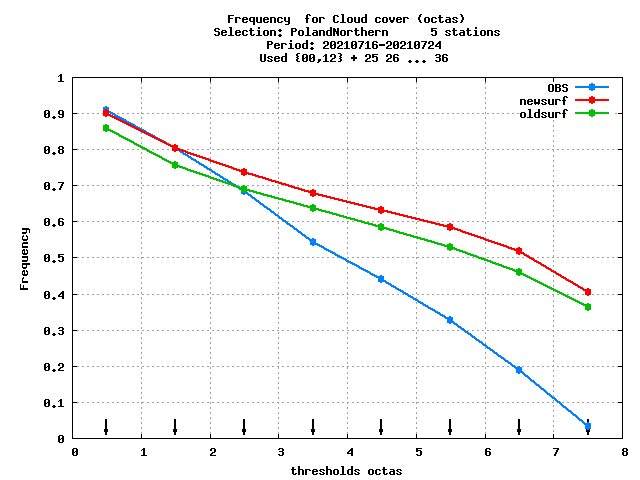 Frequency  for Cloud cover (octas)
Selection: PolandNorthern      5 stations
Period: 20210716-20210724
Used {00,12} + 25 26 ... 36
OBS
newsurf
oldsurf
1
0.9
0.8
0.7
0.6
0.5
0.4
0.3
0.2
0.1
0
Frequency
0 1 2 3 4 5 6 7 8
thresholds octas